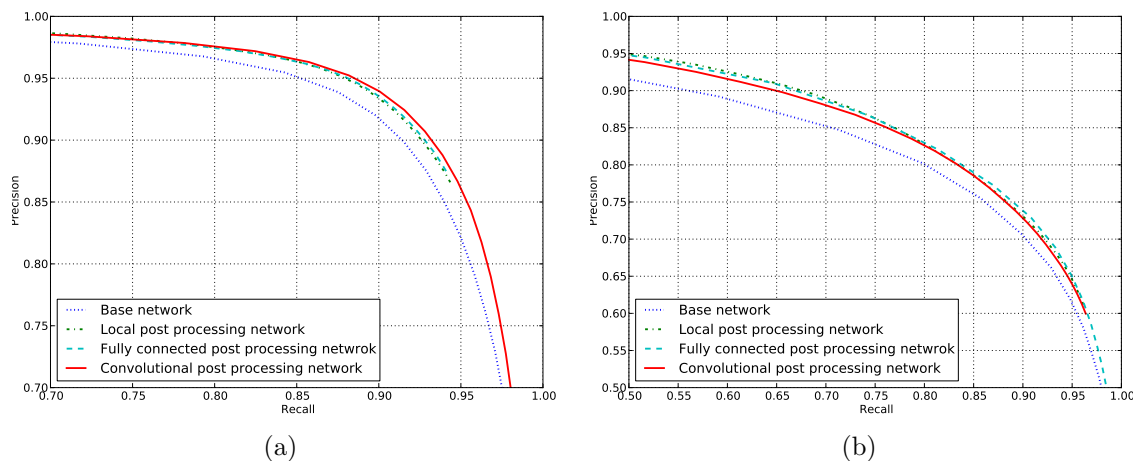 1.00
0.95
0.90
0.85
0.80
0.75
0.70
Precision
0.70 0.75 0.80 0.85 0.90 0.95 1.00
Recall
Base network
Local post processing network
Fully connected post processing netwrok
Convolutional post processing network
(a)
1.00
0.95
0.90
0.85
0.80
0.75
0.70
0.65
0.60
0.55
0.50
Precision
0.50 0.55 0.60 0.65 0.70 0.75 0.80 0.85 0.90 0.95 1.00
Recall
Base network
Local post processing network
Fully connected post processing netwrok
Convolutional post processing network
(b)